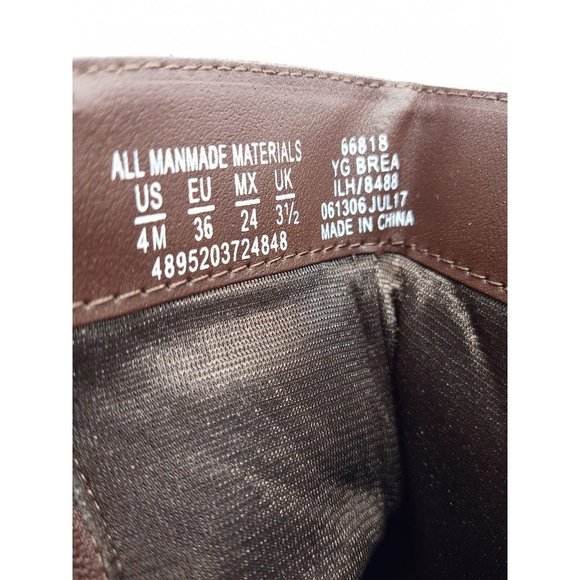 ALL MANMADE MATERIALS
US EU MX UK
4M 36 24 3½
4895203724848
66818
YG BREA
ILH/8488
061306 JUL17
MADE IN CHINA